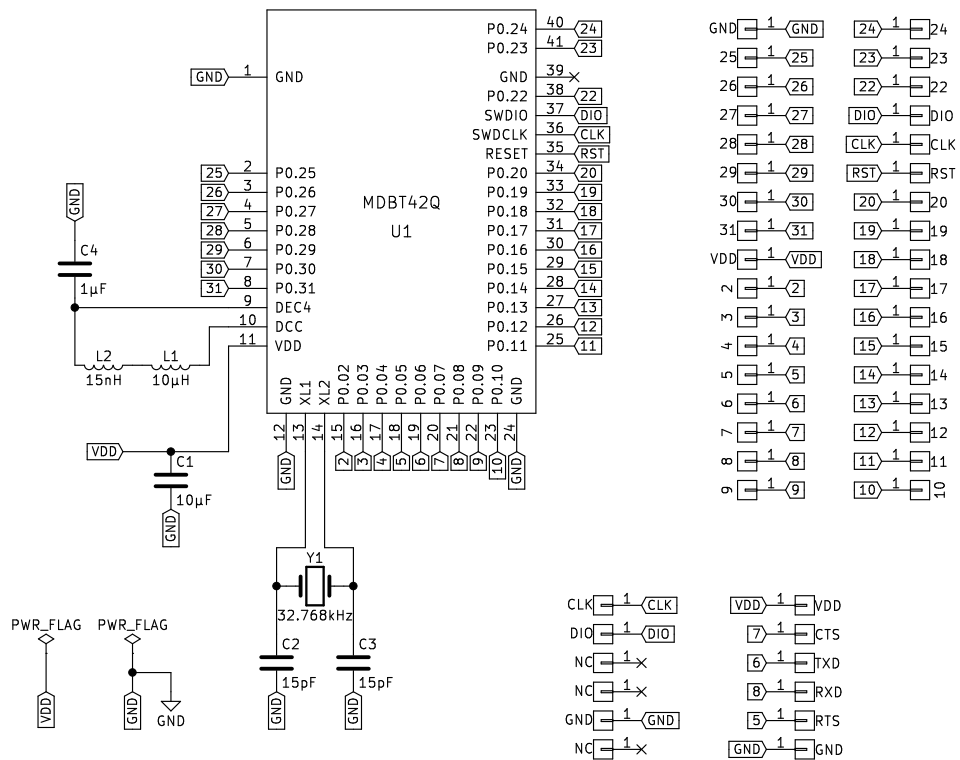 MDBT42Q
U1
GND 1 GND
25 2 P0.25
26 3 P0.26
27 4 P0.27
28 5 P0.28
29 6 P0.29
30 7 P0.30
31 8 P0.31
9 DEC4
10 DCC
11 VDD
P0.24 40 24
P0.23 41 23
GND 39
P0.22 38 22
SWDIO 37 DIO
SWDCLK 36 CLK
RESET 35 RST
P0.20 34 20
P0.19 33 19
P0.18 32 18
P0.17 31 17
P0.16 30 16
P0.15 29 15
P0.14 28 14
P0.13 27 13
P0.12 26 12
P0.11 25 11
GND 12 GND
XL1 13
XL2 14
P0.02 15 2
P0.03 16 3
P0.04 17 4
P0.05 18 5
P0.06 19 6
P0.07 20 7
P0.08 21 8
P0.09 22 9
P0.10 23 10
GND 24 GND
GND
C4
1µF
L2
15nH
L1
10µH
VDD
C1
10µF
GND
Y1
32.768kHz
C2
15pF
GND
C3
15pF
GND
PWR_FLAG
VDD
PWR_FLAG
GND
GND
GND 1 GND
25 1 25
26 1 26
27 1 27
28 1 28
29 1 29
30 1 30
31 1 31
VDD 1 VDD
2 1 2
3 1 3
4 1 4
5 1 5
6 1 6
7 1 7
8 1 8
9 1 9
24 1 24
23 1 23
22 1 22
DIO 1 DIO
CLK 1 CLK
RST 1 RST
20 1 20
19 1 19
18 1 18
17 1 17
16 1 16
15 1 15
14 1 14
13 1 13
12 1 12
11 1 11
10 1 10
CLK 1 CLK
DIO 1 DIO
NC 1
NC 1
GND 1 GND
NC 1
VDD 1 VDD
7 1 CTS
6 1 TXD
8 1 RXD
5 1 RTS
GND 1 GND